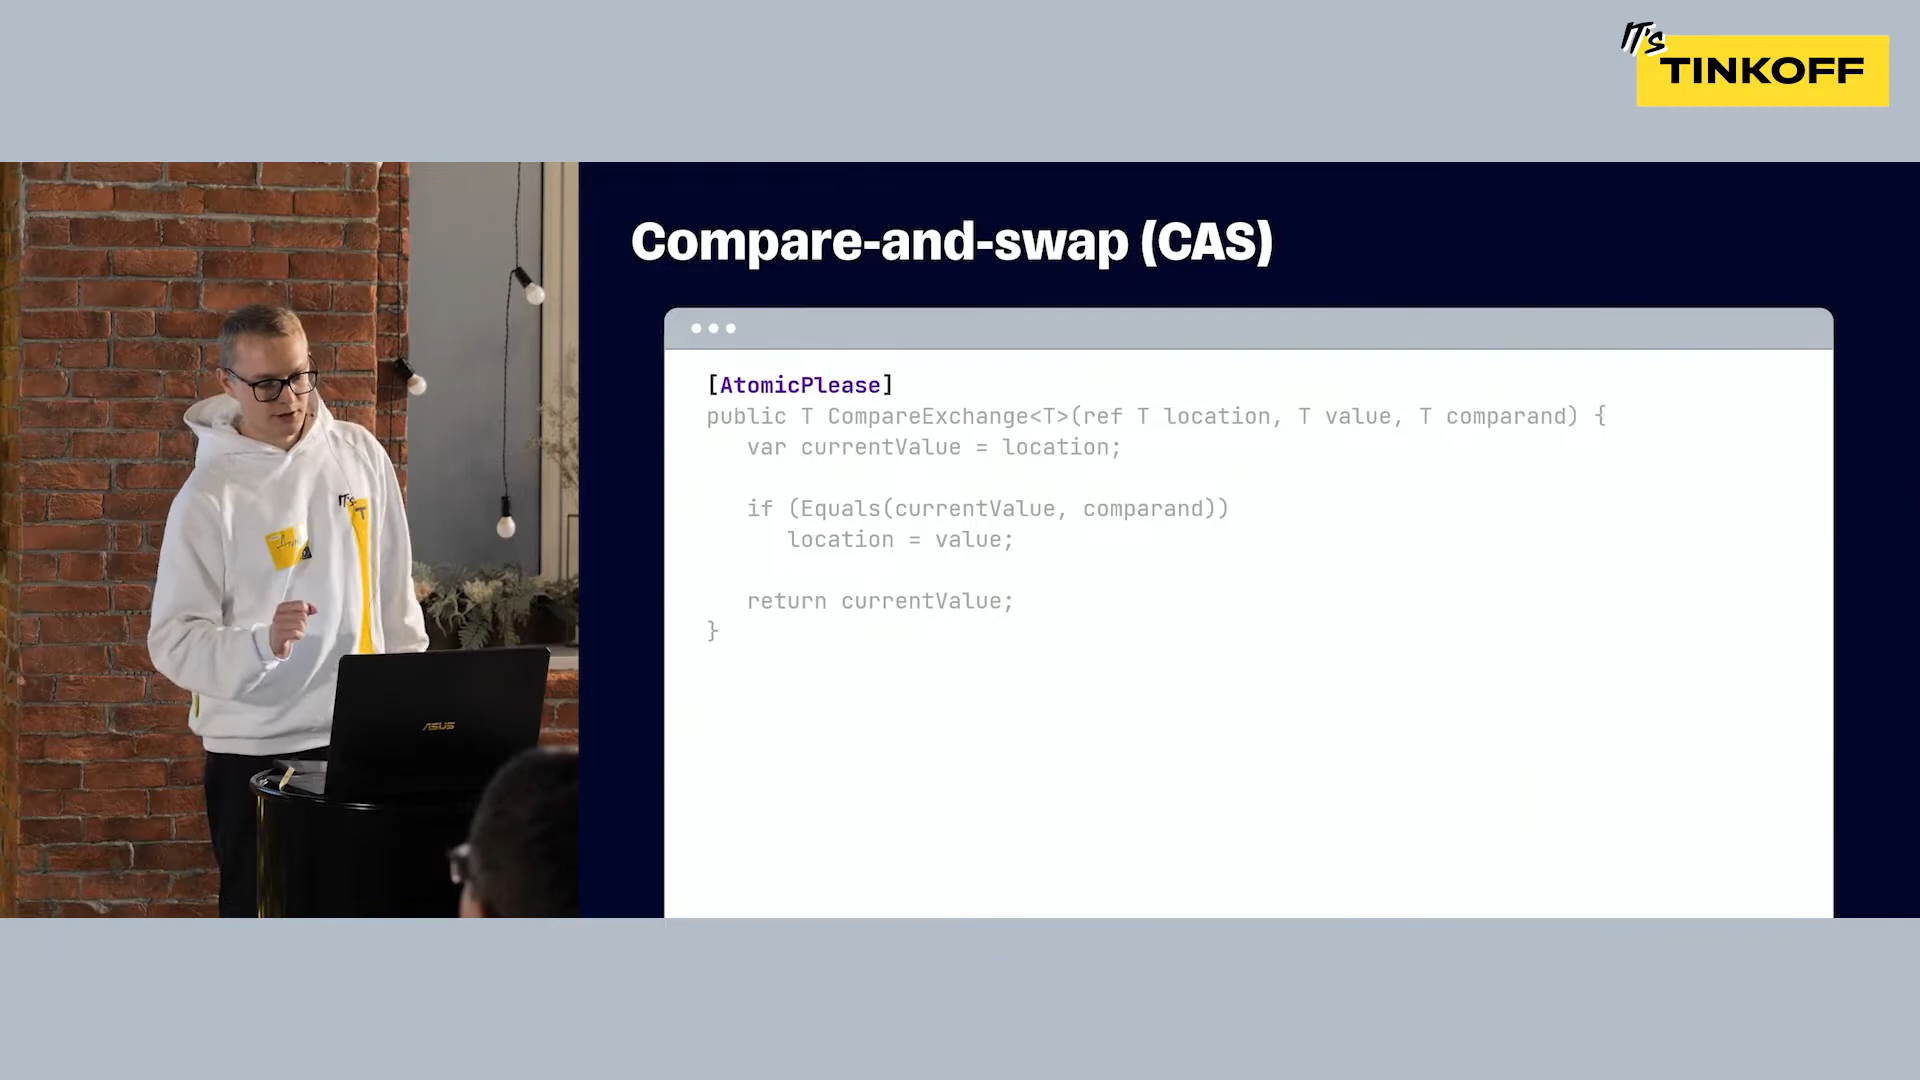 IT's
TINKOFF
Compare-and-swap (CAS)
[AtomicPlease]
public T CompareExchange<T>(ref T location, T value, T comparand) {
var currentValue = location;
if (Equals(currentValue, comparand))
location = value;
return currentValue;
}
IT's
T
ASUS